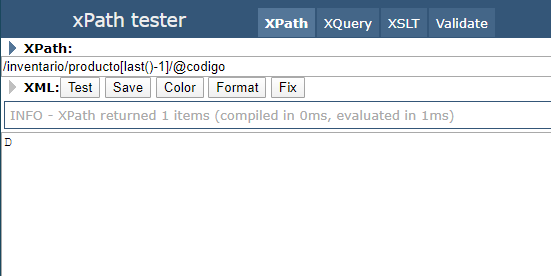 xPath tester XPath XQuery XSLT Validate
XPath:
/inventario/producto[last()-1]/@codigo
XML: Test Save Color Format Fix
INFO - XPath returned 1 items (compiled in 0ms, evaluated in 1ms)
D